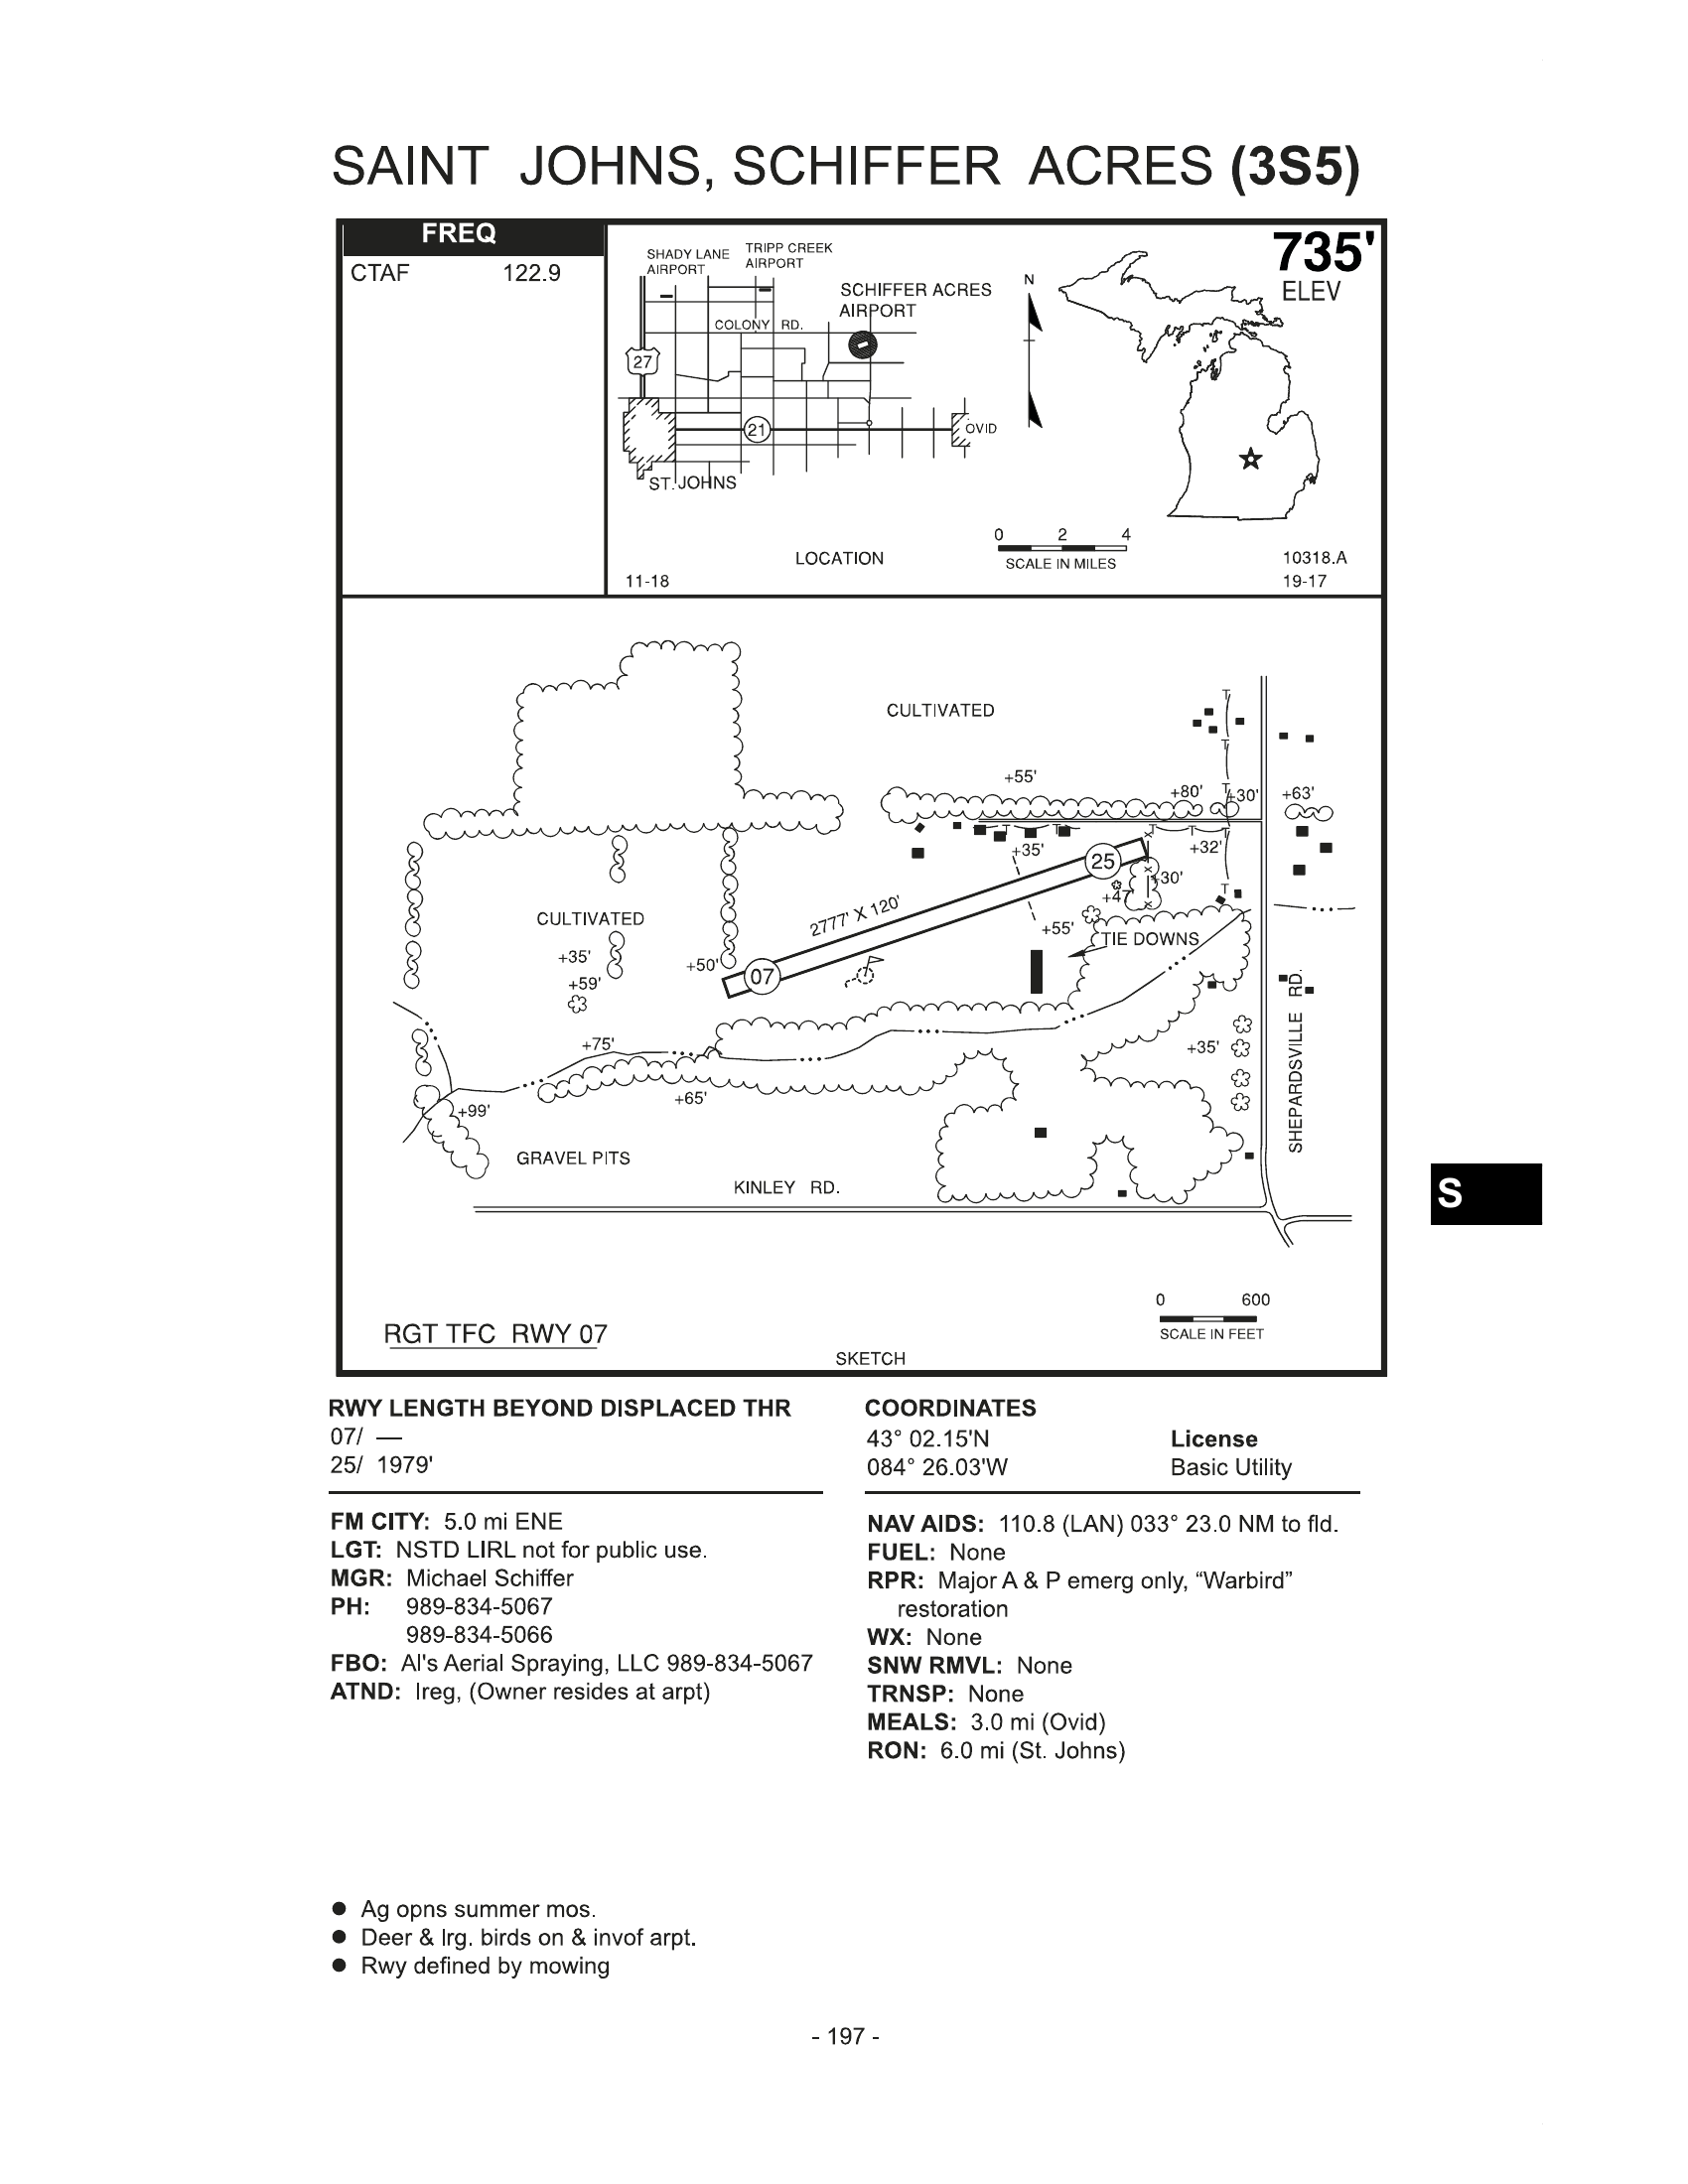 SAINT JOHNS, SCHIFFER ACRES (3S5)
FREQ
CTAF 122.9
SHADY LANE
AIRPORT
TRIPP CREEK
AIRPORT
SCHIFFER ACRES
AIRPORT
COLONY RD.
27
21
OVID
ST. JOHNS
N
735'
ELEV
0 2 4
SCALE IN MILES
LOCATION
11-18
10318.A
19-17
CULTIVATED
+55'
+80'
+30'
+63'
T
T
T
T
T
T
T
T
T
+35'
+32'
25
x
x
x
+30'
+47'
2777' X 120'
CULTIVATED
+55'
TIE DOWNS
+35'
+50'
07
+59'
+75'
+35'
SHEPARDSVILLE RD.
+65'
+99'
GRAVEL PITS
KINLEY RD.
S
0 600
SCALE IN FEET
RGT TFC RWY 07
SKETCH
RWY LENGTH BEYOND DISPLACED THR
07/ —
25/ 1979'
COORDINATES
43° 02.15'N
084° 26.03'W
License
Basic Utility
FM CITY: 5.0 mi ENE
LGT: NSTD LIRL not for public use.
MGR: Michael Schiffer
PH: 989-834-5067
989-834-5066
FBO: Al's Aerial Spraying, LLC 989-834-5067
ATND: Ireg, (Owner resides at arpt)
NAV AIDS: 110.8 (LAN) 033° 23.0 NM to fld.
FUEL: None
RPR: Major A & P emerg only, “Warbird”
restoration
WX: None
SNW RMVL: None
TRNSP: None
MEALS: 3.0 mi (Ovid)
RON: 6.0 mi (St. Johns)
● Ag opns summer mos.
● Deer & lrg. birds on & invof arpt.
● Rwy defined by mowing
- 197 -